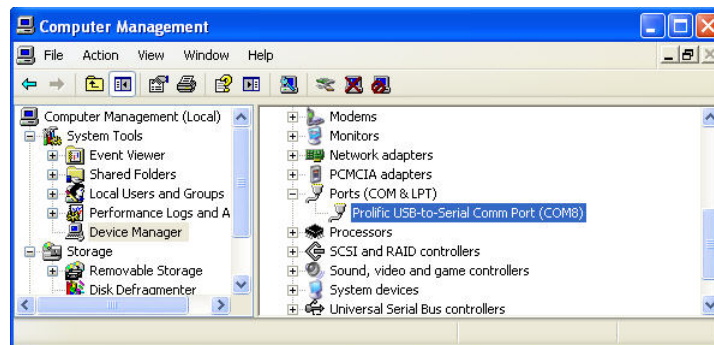 Computer Management
File Action View Window Help
Computer Management (Local)
System Tools
Event Viewer
Shared Folders
Local Users and Groups
Performance Logs and A
Device Manager
Storage
Removable Storage
Disk Defragmenter
Modems
Monitors
Network adapters
PCMCIA adapters
Ports (COM & LPT)
Prolific USB-to-Serial Comm Port (COM8)
Processors
SCSI and RAID controllers
Sound, video and game controllers
System devices
Universal Serial Bus controllers